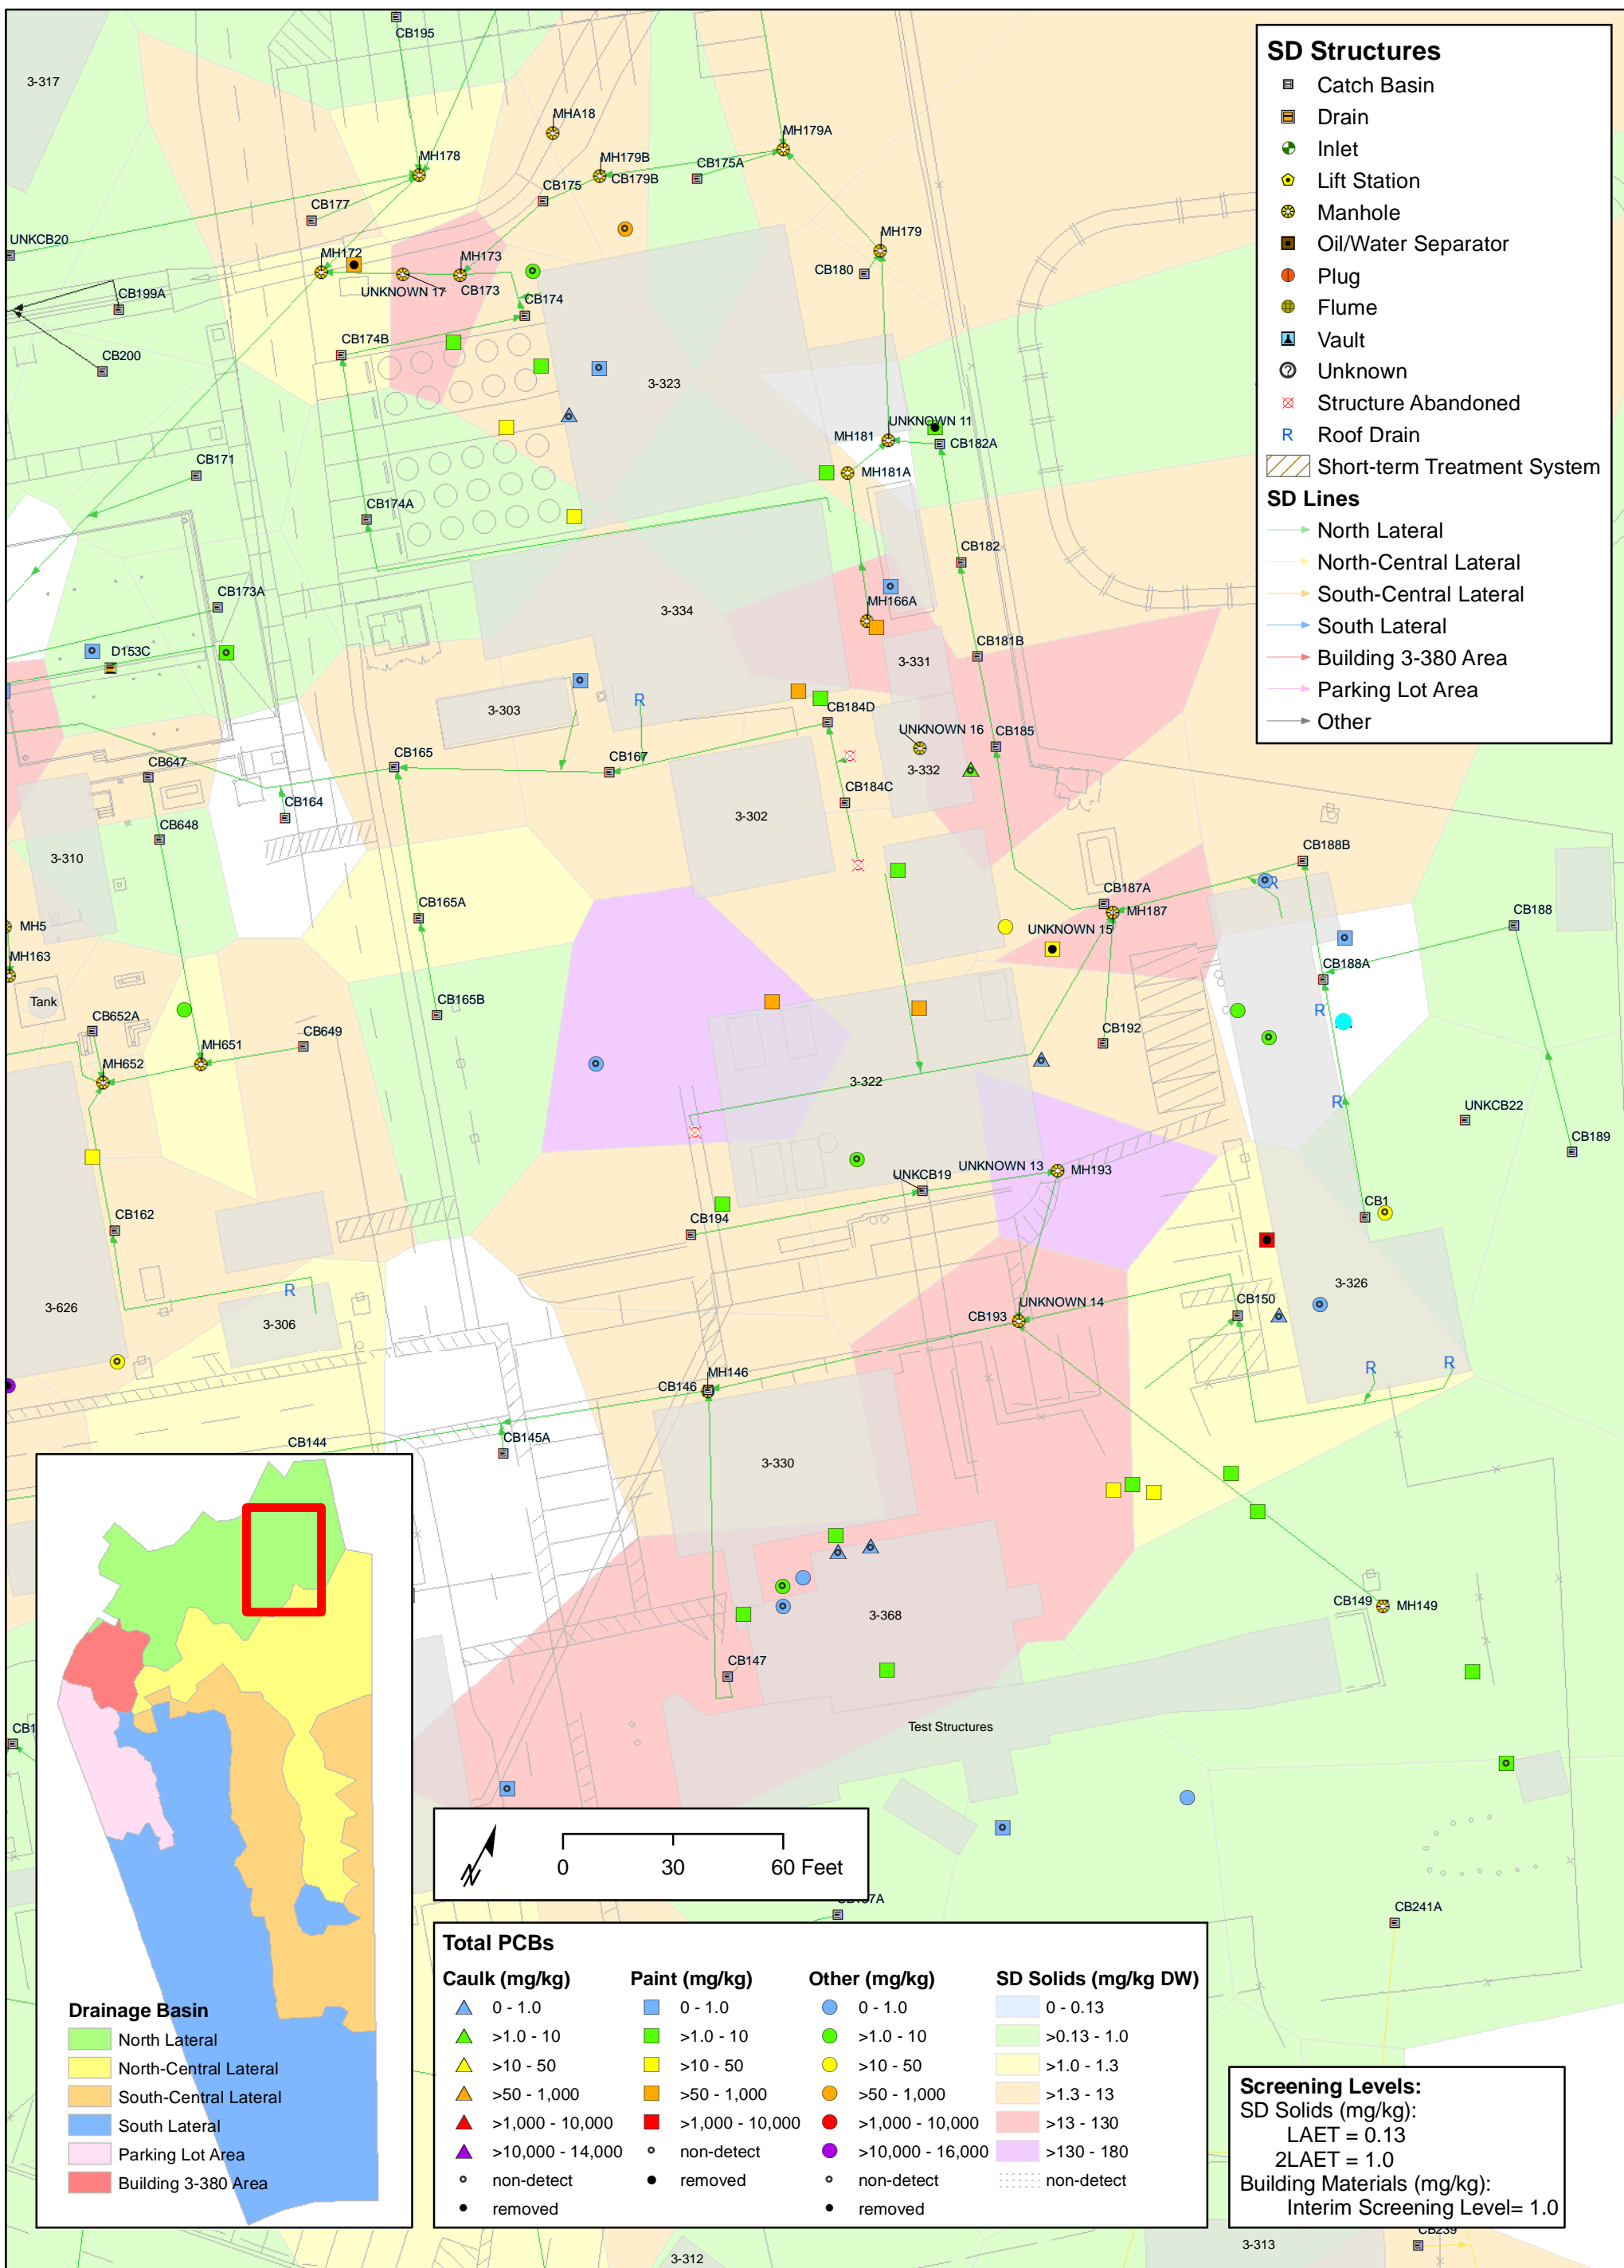 CB195
3-317
MHA18
MH179A
MH178
MH179B
CB175A
CB179B
CB175
CB177
UNKCB20
MH179
MH172
MH173
CB180
UNKNOWN 17
CB173
CB199A
CB174
CB174B
CB200
3-323
UNKNOWN 11
MH181
CB182A
CB171
MH181A
CB174A
CB182
CB173A
MH166A
3-334
CB181B
D153C
3-331
R
3-303
CB184D
UNKNOWN 16
CB185
CB165
CB167
3-332
CB647
CB164
CB184C
3-302
CB648
CB188B
3-310
R
CB187A
CB165A
MH187
CB188
MH5
UNKNOWN 15
MH163
CB188A
Tank
CB165B
R
CB652A
CB649
CB192
MH651
MH652
3-322
R
UNKCB22
CB189
UNKNOWN 13
MH193
UNKCB19
CB162
CB194
CB1
R
3-326
3-626
UNKNOWN 14
CB150
3-306
CB193
R
R
MH146
CB146
CB144
CB145A
3-330
CB149
MH149
3-368
CB147
CB1
Test Structures
CB241A
CB239
3-313
3-312
SD Structures
Catch Basin
Drain
Inlet
Lift Station
Manhole
Oil/Water Separator
Plug
Flume
Vault
Unknown
Structure Abandoned
R Roof Drain
Short-term Treatment System
SD Lines
North Lateral
North-Central Lateral
South-Central Lateral
South Lateral
Building 3-380 Area
Parking Lot Area
Other
Drainage Basin
North Lateral
North-Central Lateral
South-Central Lateral
South Lateral
Parking Lot Area
Building 3-380 Area
N
0 30 60 Feet
Total PCBs
Caulk (mg/kg) Paint (mg/kg) Other (mg/kg) SD Solids (mg/kg DW)
0 - 1.0 0 - 1.0 0 - 1.0 0 - 0.13
>1.0 - 10 >1.0 - 10 >1.0 - 10 >0.13 - 1.0
>10 - 50 >10 - 50 >10 - 50 >1.0 - 1.3
>50 - 1,000 >50 - 1,000 >50 - 1,000 >1.3 - 13
>1,000 - 10,000 >1,000 - 10,000 >1,000 - 10,000 >13 - 130
>10,000 - 14,000 non-detect >10,000 - 16,000 >130 - 180
non-detect removed non-detect non-detect
removed removed
Screening Levels:
SD Solids (mg/kg):
LAET = 0.13
2LAET = 1.0
Building Materials (mg/kg):
Interim Screening Level= 1.0